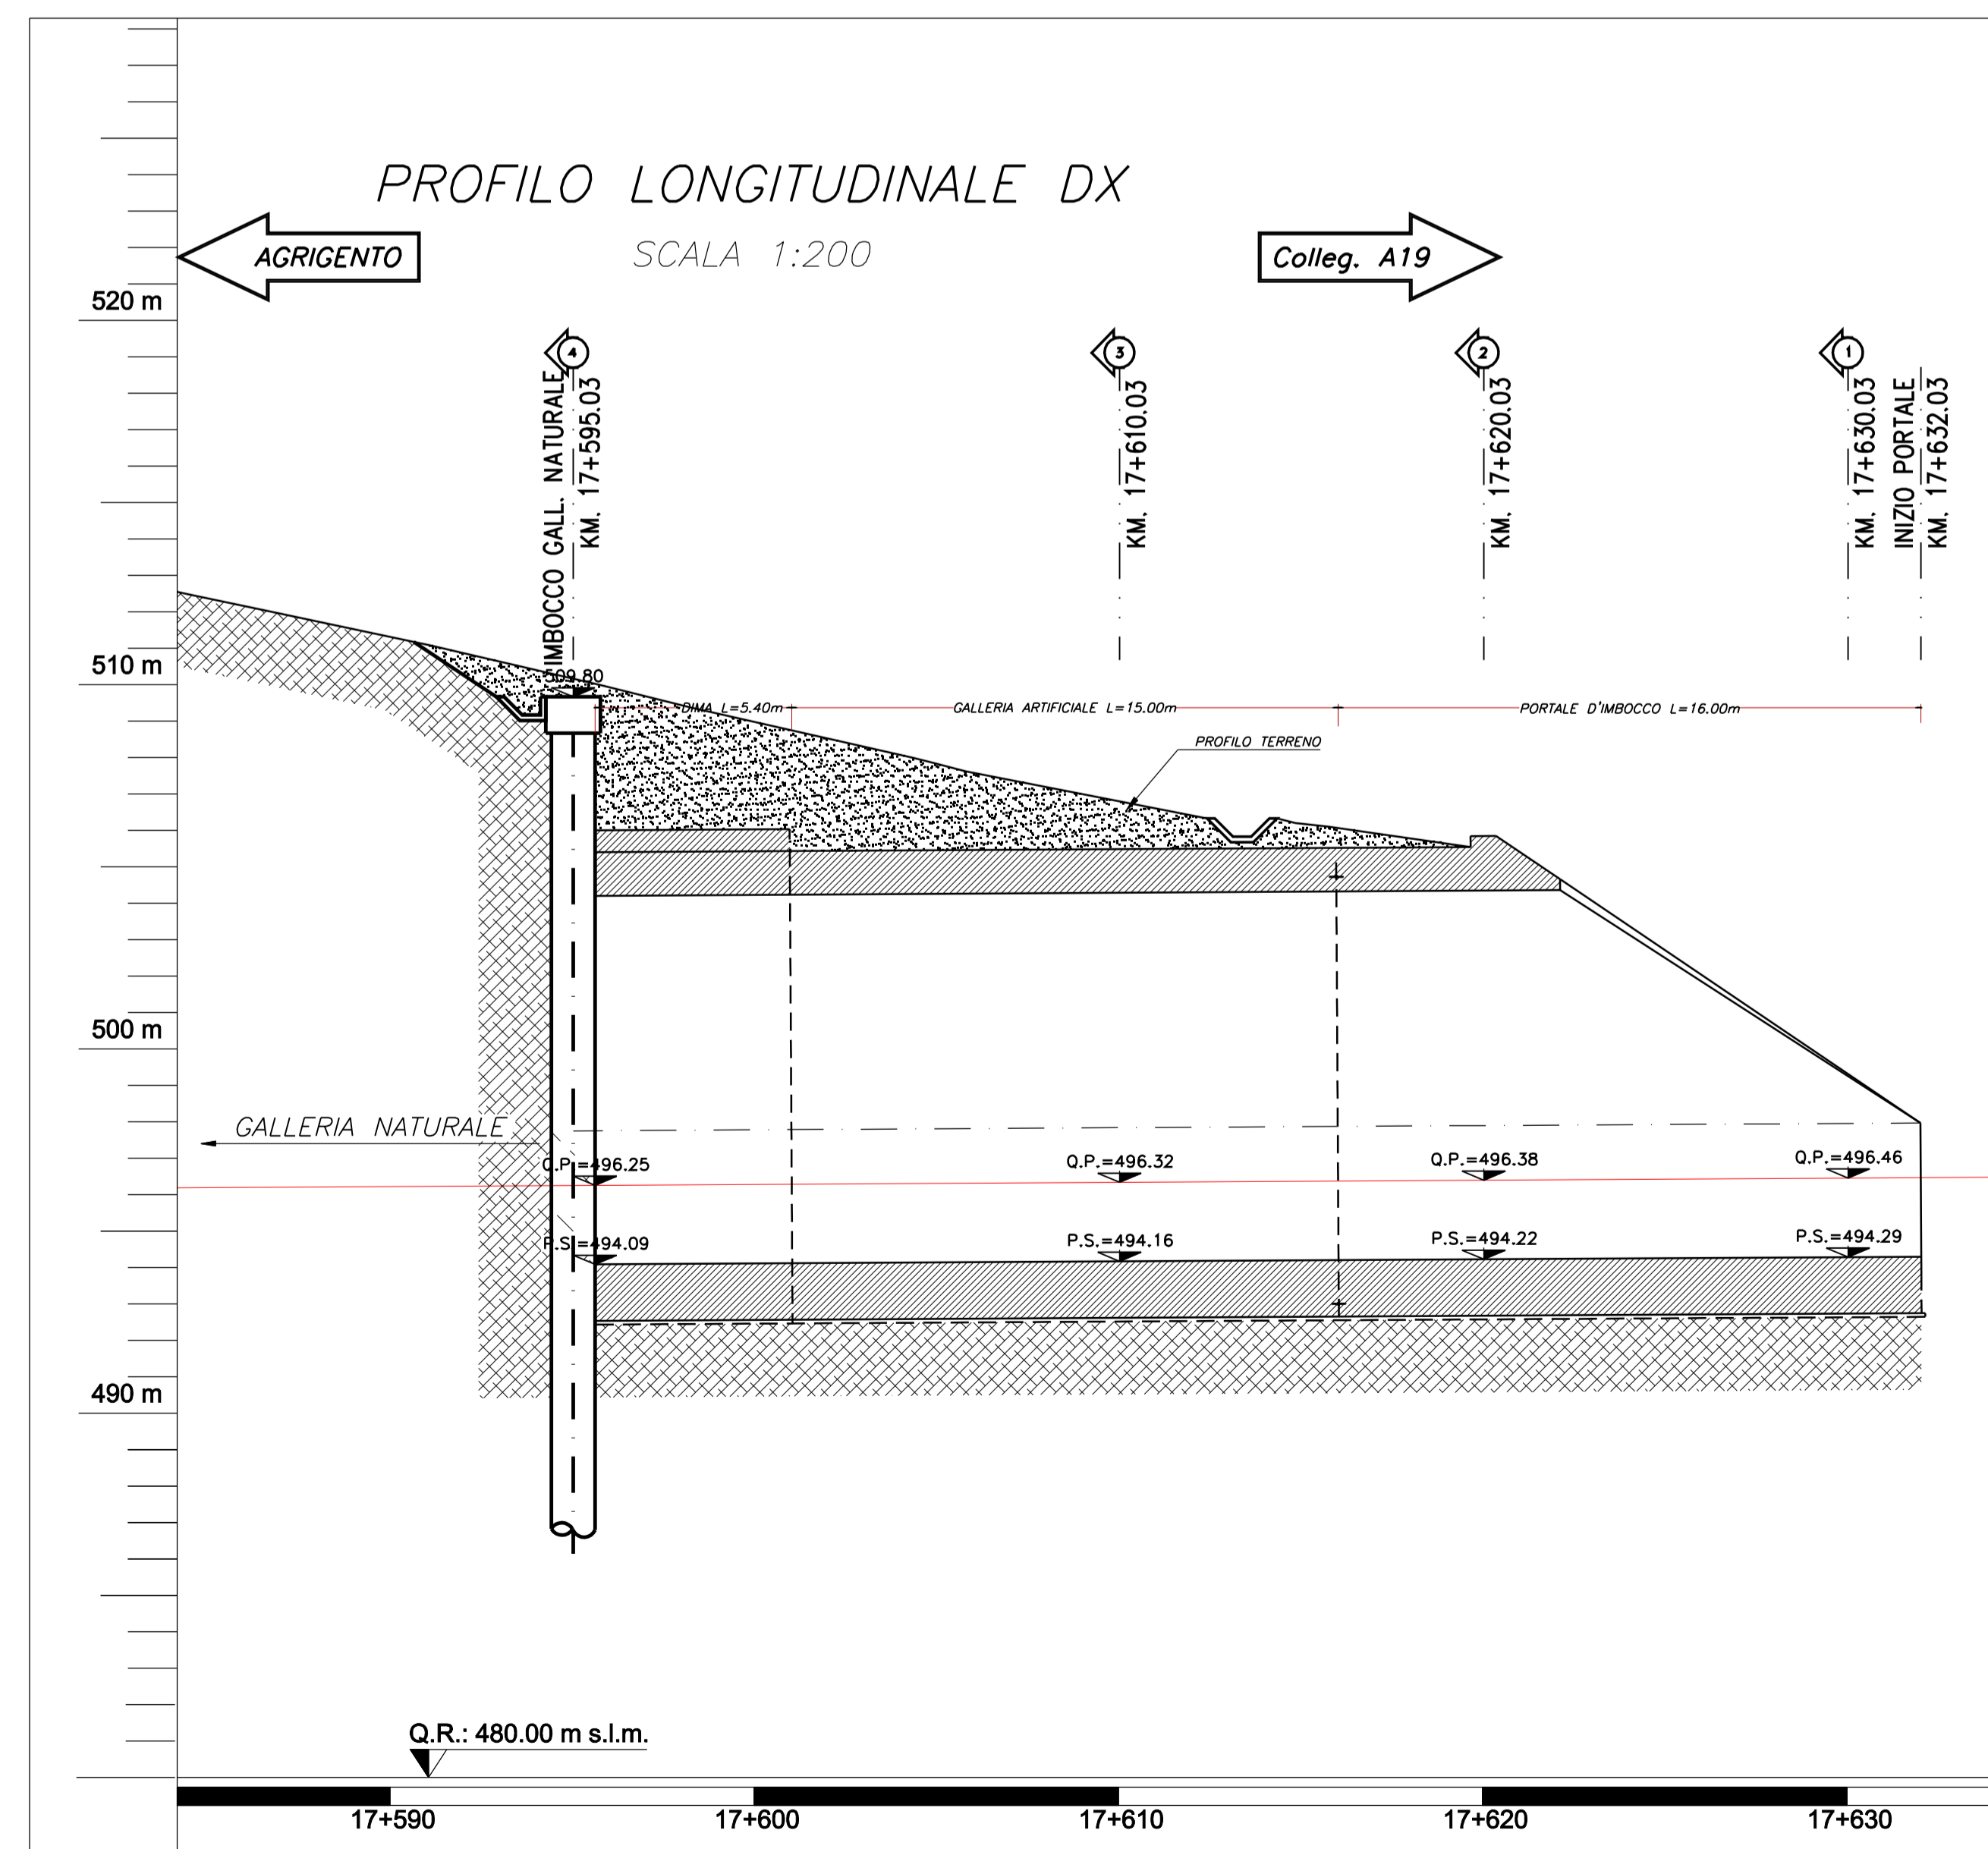 PROFILO LONGITUDINALE DX
AGRIGENTO
SCALA 1:200
Colleg. A19
520 m
4
3
2
1
IMBOCCO GALL. NATURALE
KM. 17+595.03
KM. 17+610.03
KM. 17+620.03
KM. 17+630.03
INIZIO PORTALE
KM. 17+632.03
510 m
509.80
DIMA L=5.40m
GALLERIA ARTIFICIALE L=15.00m
PORTALE D'IMBOCCO L=16.00m
PROFILO TERRENO
500 m
GALLERIA NATURALE
Q.P.=496.25
Q.P.=496.32
Q.P.=496.38
Q.P.=496.46
P.S.=494.09
P.S.=494.16
P.S.=494.22
P.S.=494.29
490 m
Q.R.: 480.00 m s.l.m.
17+590
17+600
17+610
17+620
17+630